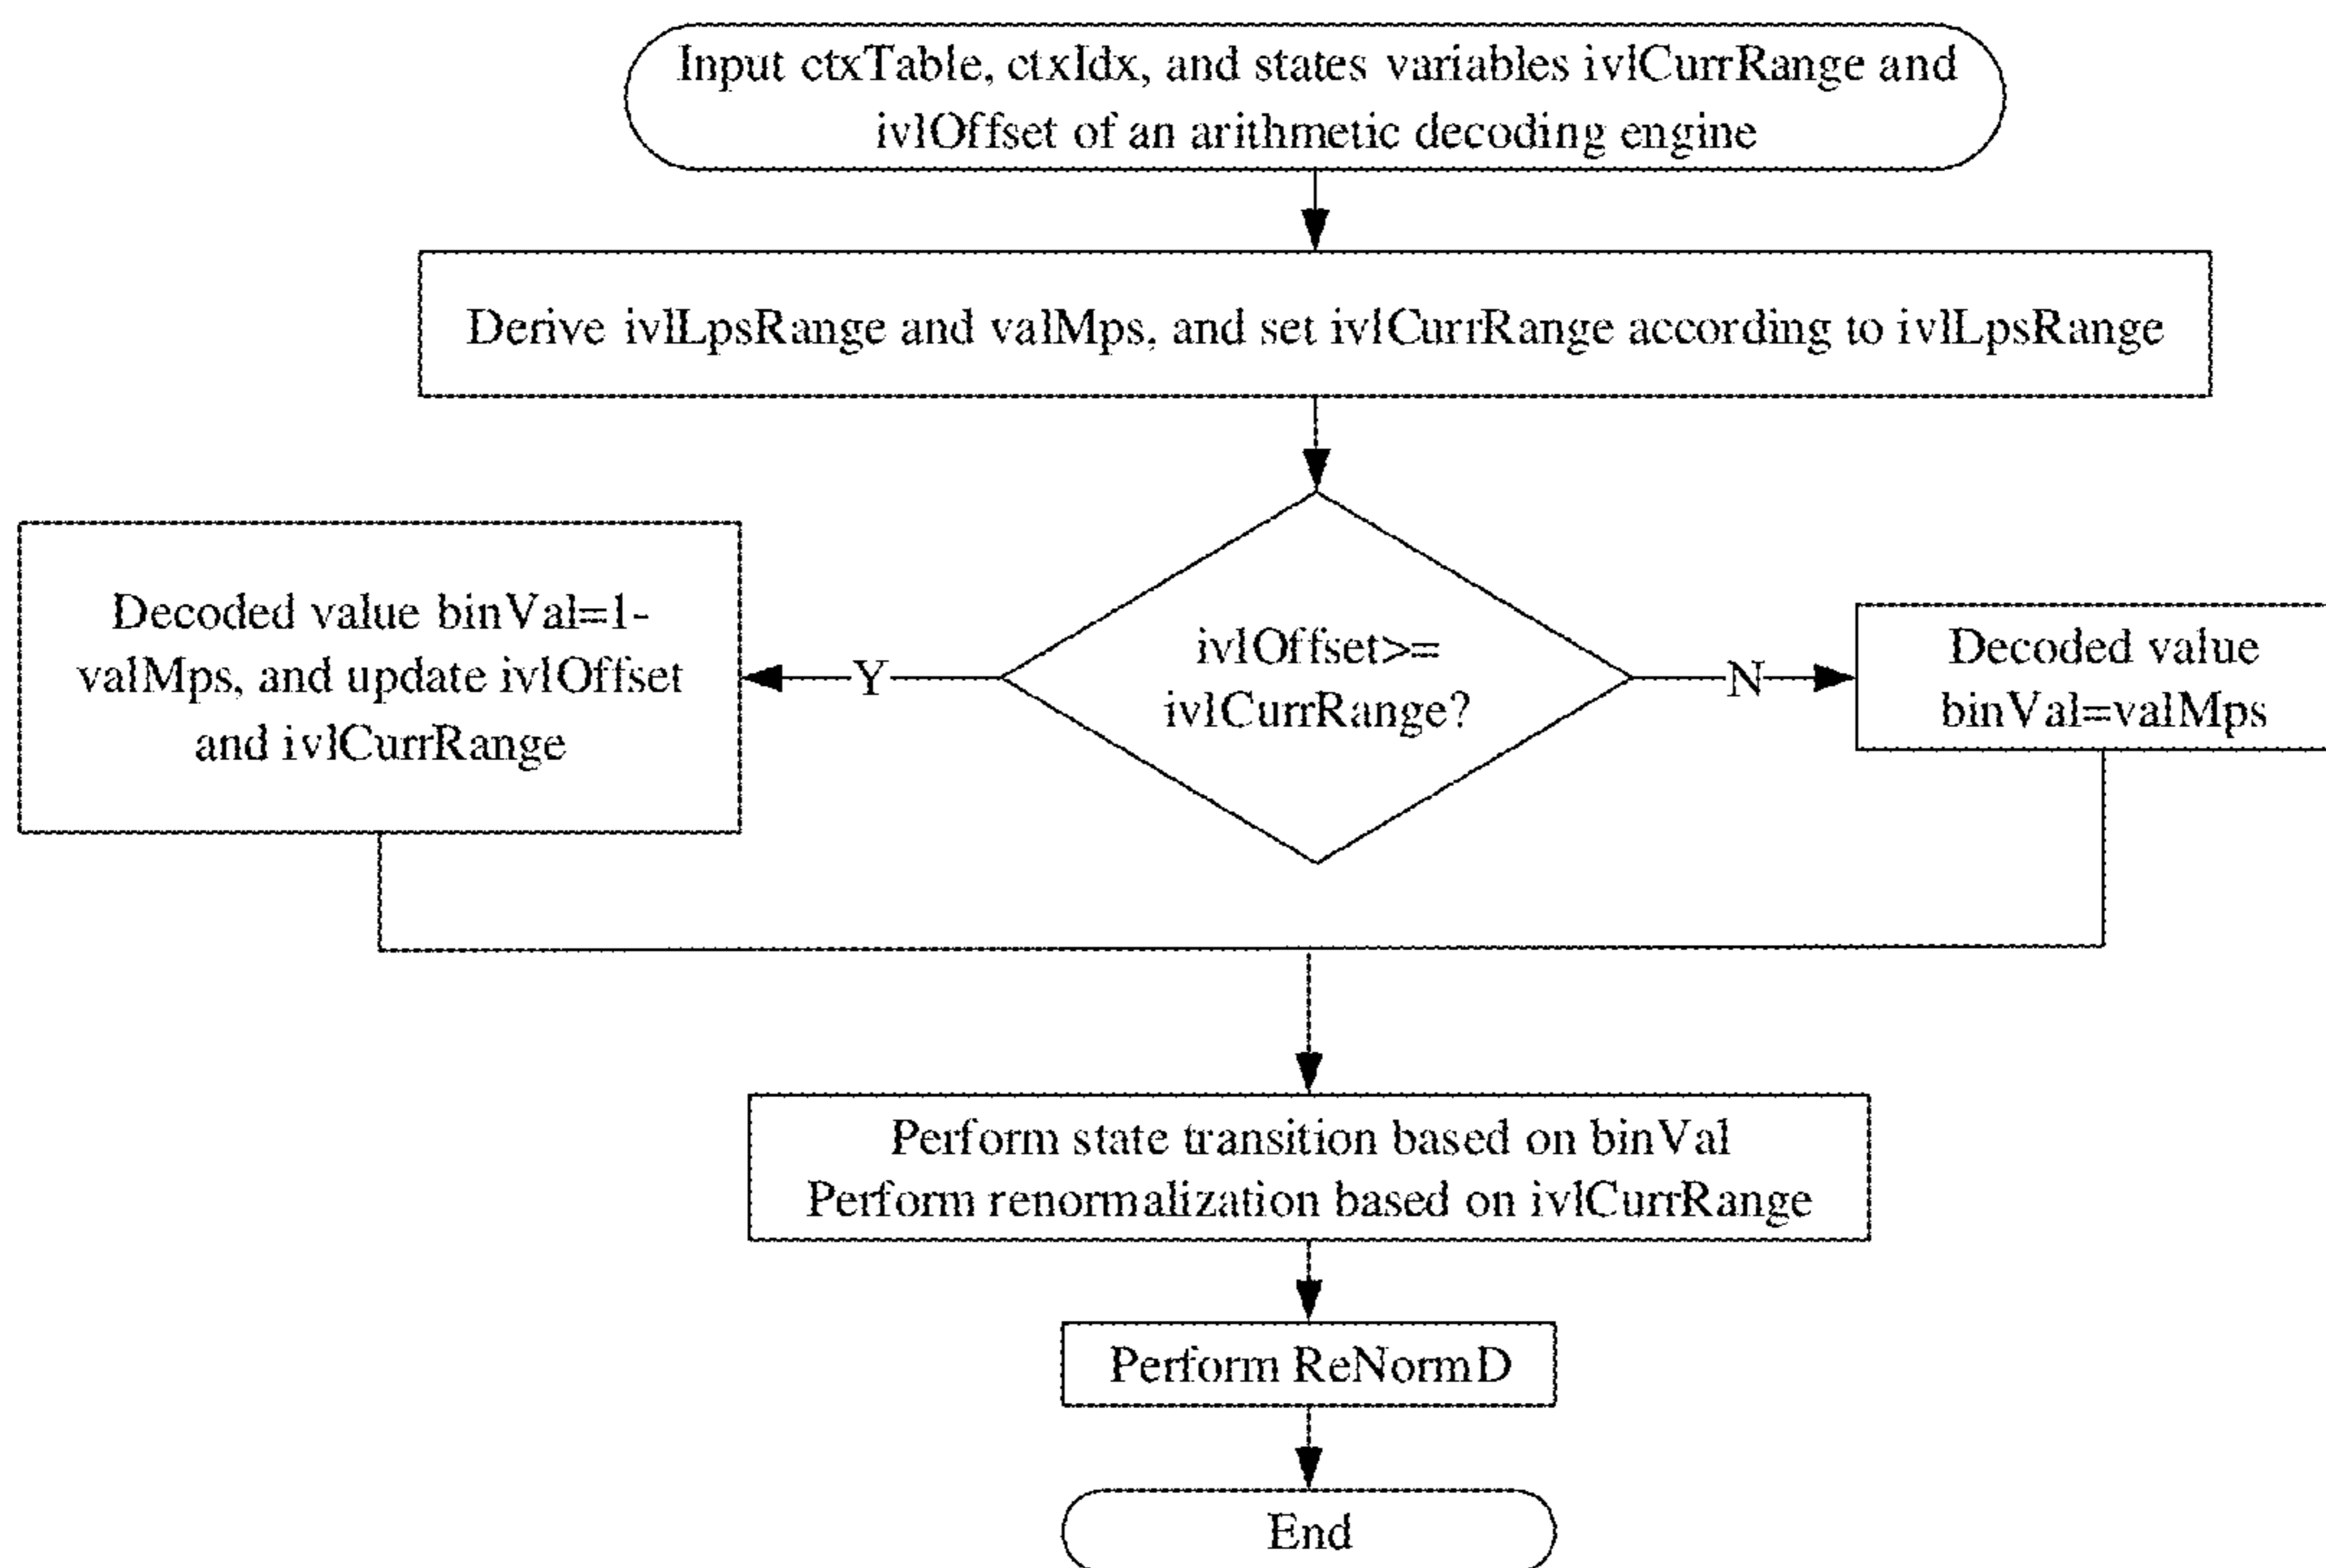 Input ctxTable, ctxIdx, and states variables ivlCurrRange and
ivlOffset of an arithmetic decoding engine
Derive ivlLpsRange and valMps, and set ivlCurrRange according to ivlLpsRange
Decoded value binVal=1-
valMps, and update ivlOffset
and ivlCurrRange
Y
ivlOffset>=
ivlCurrRange?
N
Decoded value
binVal=valMps
Perform state transition based on binVal
Perform renormalization based on ivlCurrRange
Perform ReNormD
End